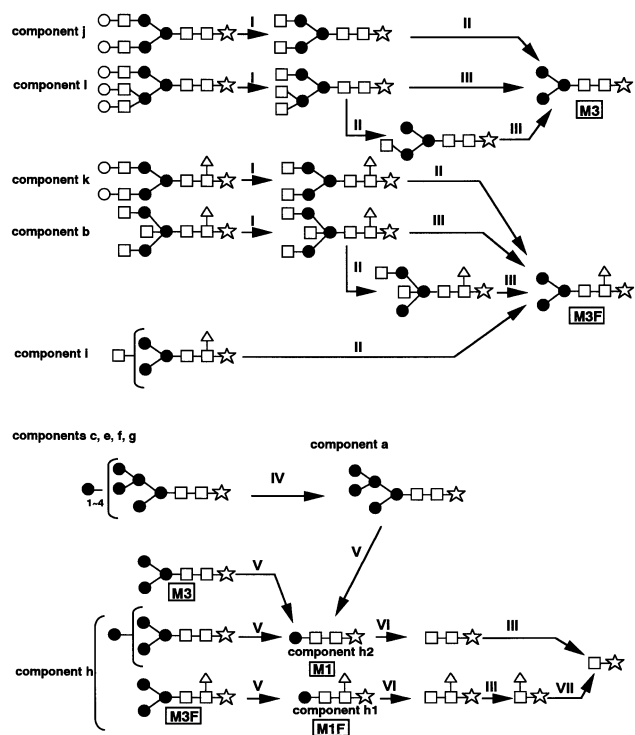 component j I II
component l I III M3
II III
component k I II
component b I III
II III M3F
component i II
components c, e, f, g component a
1~4 IV
V
V
M3
V VI III
component h2
M1
component h
V VI III VII
component h1
M3F M1F